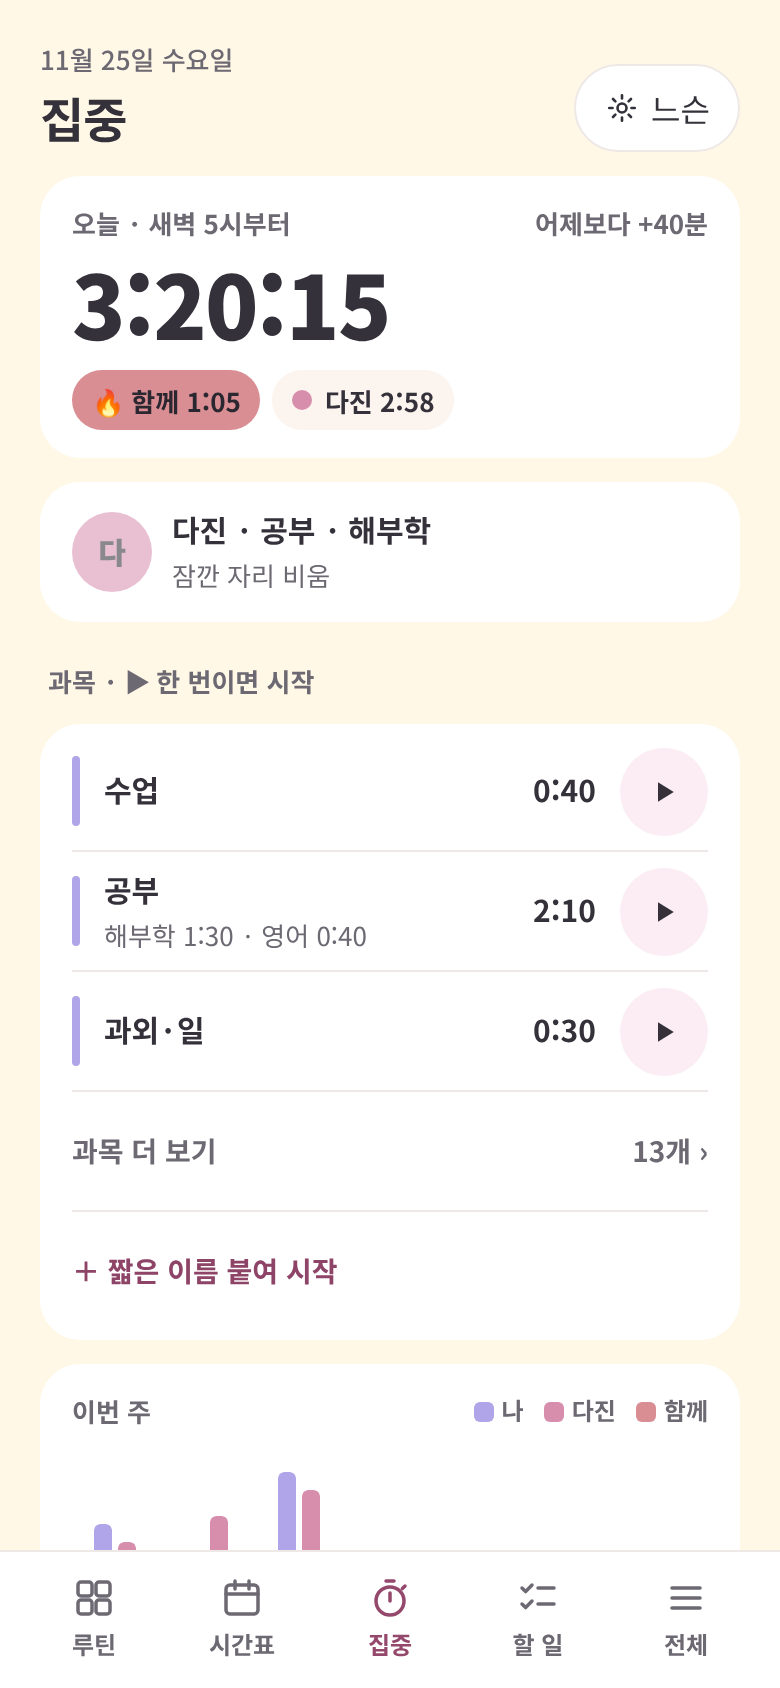 11월 25일 수요일
집중
느슨
오늘 · 새벽 5시부터
어제보다 +40분
3:20:15
🔥 함께 1:05
다진 2:58
다
다진 · 공부 · 해부학
잠깐 자리 비움
과목 · ▶ 한 번이면 시작
수업
0:40
공부
2:10
해부학 1:30 · 영어 0:40
과외·일
0:30
과목 더 보기
13개 ›
+ 짧은 이름 붙여 시작
이번 주
나
다진
함께
루틴
시간표
집중
할 일
전체